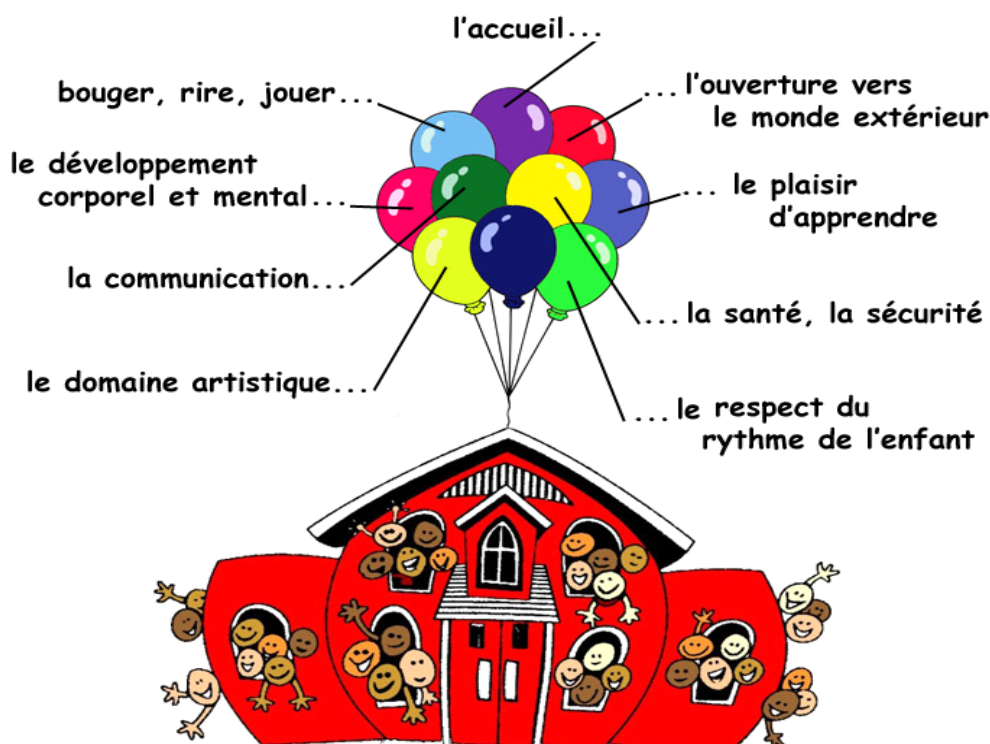 l'accueil...
bouger, rire, jouer...
...l'ouverture vers
le monde extérieur
le développement
corporel et mental...
... le plaisir
d'apprendre
la communication...
...la santé, la sécurité
le domaine artistique...
...le respect du
rythme de l'enfant